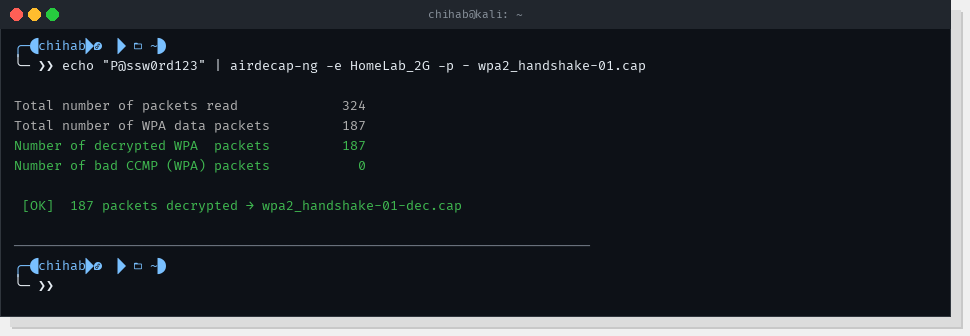 chihab@kali: ~
chihab ~
❯❯ echo "P@ssw0rd123" | airdecap-ng -e HomeLab_2G -p - wpa2_handshake-01.cap
Total number of packets read 324
Total number of WPA data packets 187
Number of decrypted WPA  packets 187
Number of bad CCMP (WPA) packets 0
[OK]  187 packets decrypted → wpa2_handshake-01-dec.cap
chihab ~
❯❯